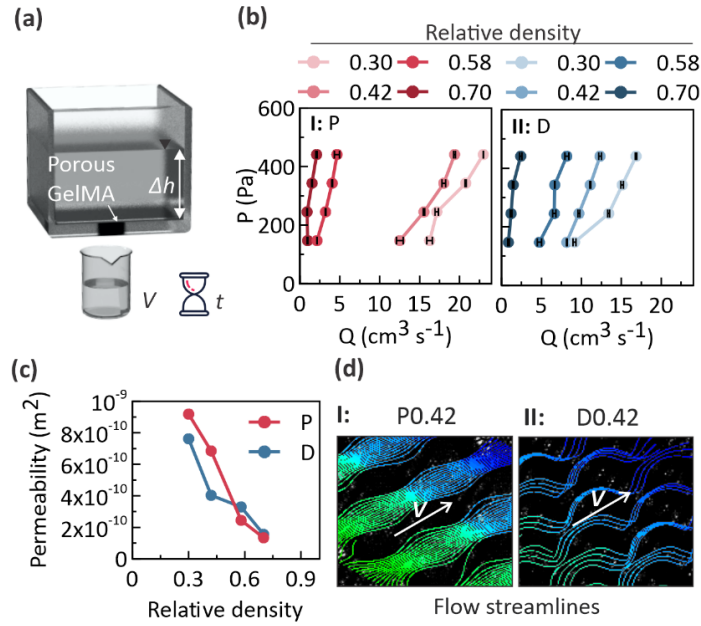 (a)
Porous
GelMA
Δh
V
t
(b)
Relative density
0.30 0.58 0.30 0.58
0.42 0.70 0.42 0.70
I: P
II: D
P (Pa)
600
400
200
0
0 5 10 15 20
0 5 10 15 20
Q (cm³ s⁻¹)
Q (cm³ s⁻¹)
(c)
Permeability (m²)
10⁻⁹
8x10⁻¹⁰
6x10⁻¹⁰
4x10⁻¹⁰
2x10⁻¹⁰
0
P
D
0 0.3 0.6 0.9
Relative density
(d)
I: P0.42
II: D0.42
V
V
Flow streamlines